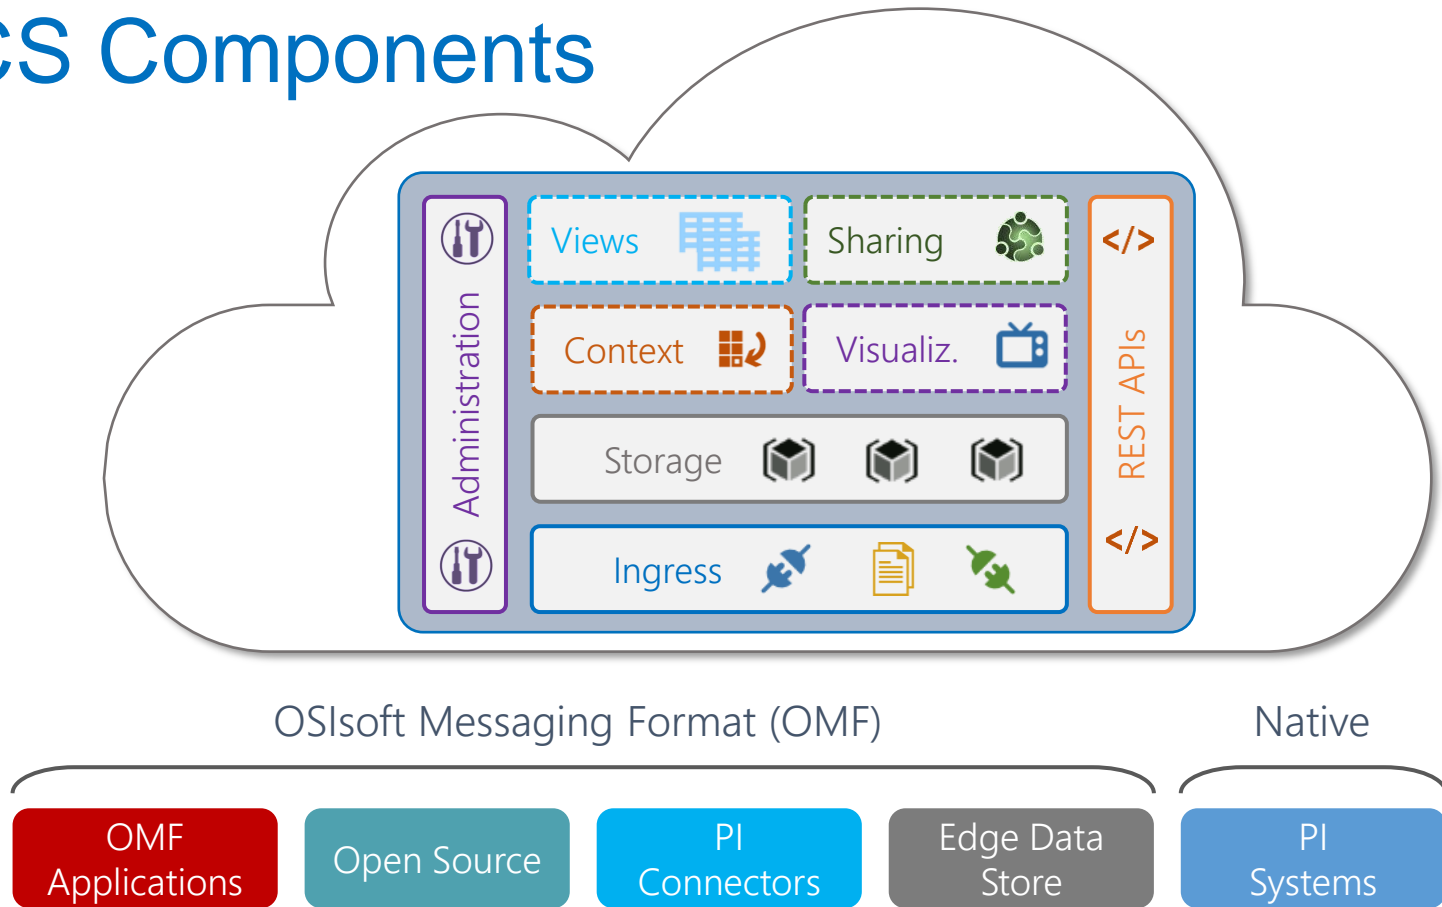 CS Components
Views
Sharing
</>
Administration
Context
Visualiz.
REST APIs
Storage
Ingress
</>
OSIsoft Messaging Format (OMF)
Native
OMF
Applications
Open Source
PI
Connectors
Edge Data
Store
PI
Systems